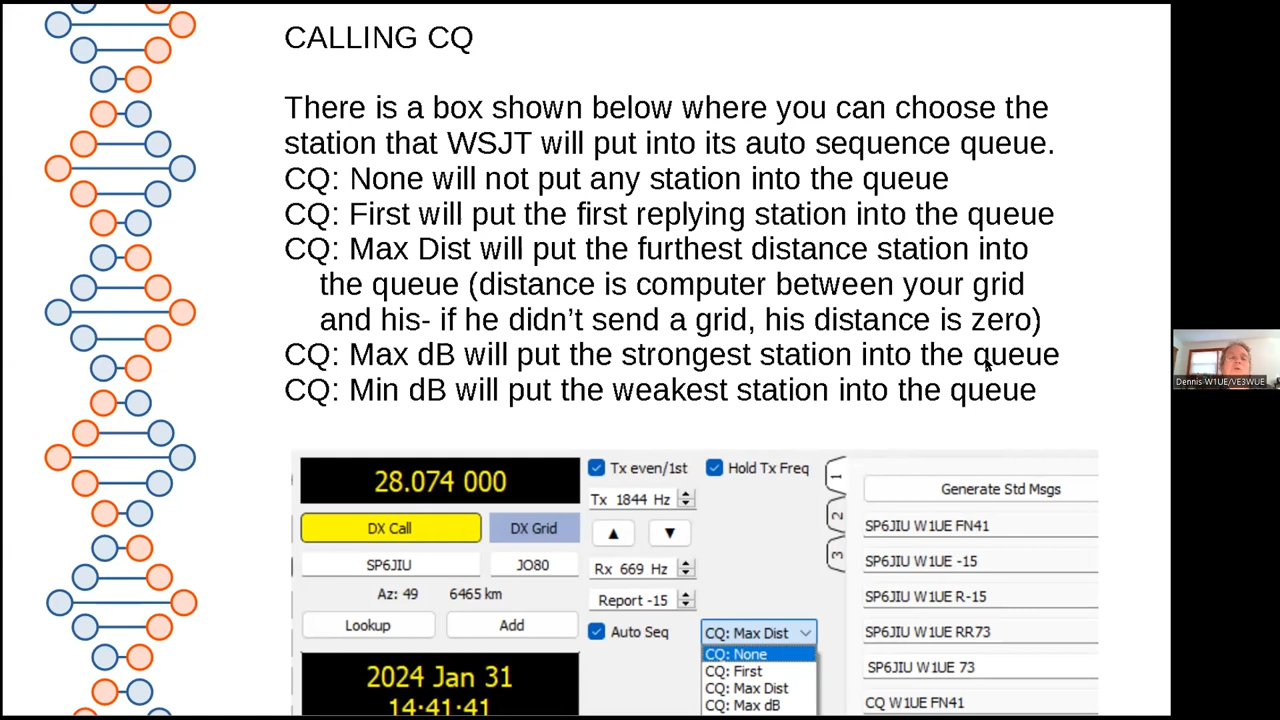 CALLING CQ
There is a box shown below where you can choose the
station that WSJT will put into its auto sequence queue.
CQ: None will not put any station into the queue
CQ: First will put the first replying station into the queue
CQ: Max Dist will put the furthest distance station into
the queue (distance is computer between your grid
and his- if he didn't send a grid, his distance is zero)
CQ: Max dB will put the strongest station into the queue
CQ: Min dB will put the weakest station into the queue
28.074 000
Tx even/1st
Hold Tx Freq
Tx 1844 Hz
DX Call
DX Grid
▲
▼
SP6JIU
JO80
Rx 669 Hz
Az: 49
6465 km
Report -15
Lookup
Add
Auto Seq
CQ: Max Dist
CQ: None
CQ: First
CQ: Max Dist
CQ: Max dB
2024 Jan 31
14:41:41
1
2
3
Generate Std Msgs
SP6JIU W1UE FN41
SP6JIU W1UE -15
SP6JIU W1UE R-15
SP6JIU W1UE RR73
SP6JIU W1UE 73
CQ W1UE FN41
Dennis W1UE/VE3WUE